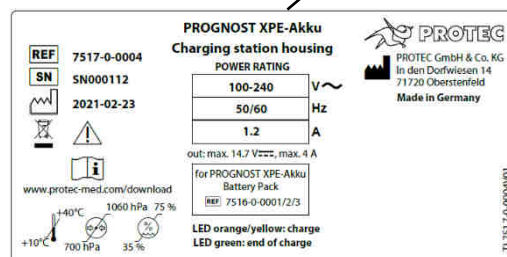 PROGNOST XPE-Akku
Charging station housing
POWER RATING
100-240 V~
50/60 Hz
1.2 A
out: max. 14.7 V⎓, max. 4 A
for PROGNOST XPE-Akku
Battery Pack
REF 7516-0-0001/2/3
LED orange/yellow: charge
LED green: end of charge
REF 7517-0-0004
SN SN000112
2021-02-23
www.protec-med.com/download
+40°C
+10°C
1060 hPa
700 hPa
75 %
35 %
PROTEC
PROTEC GmbH & Co. KG
In den Dorfwiesen 14
71720 Oberstenfeld
Made in Germany